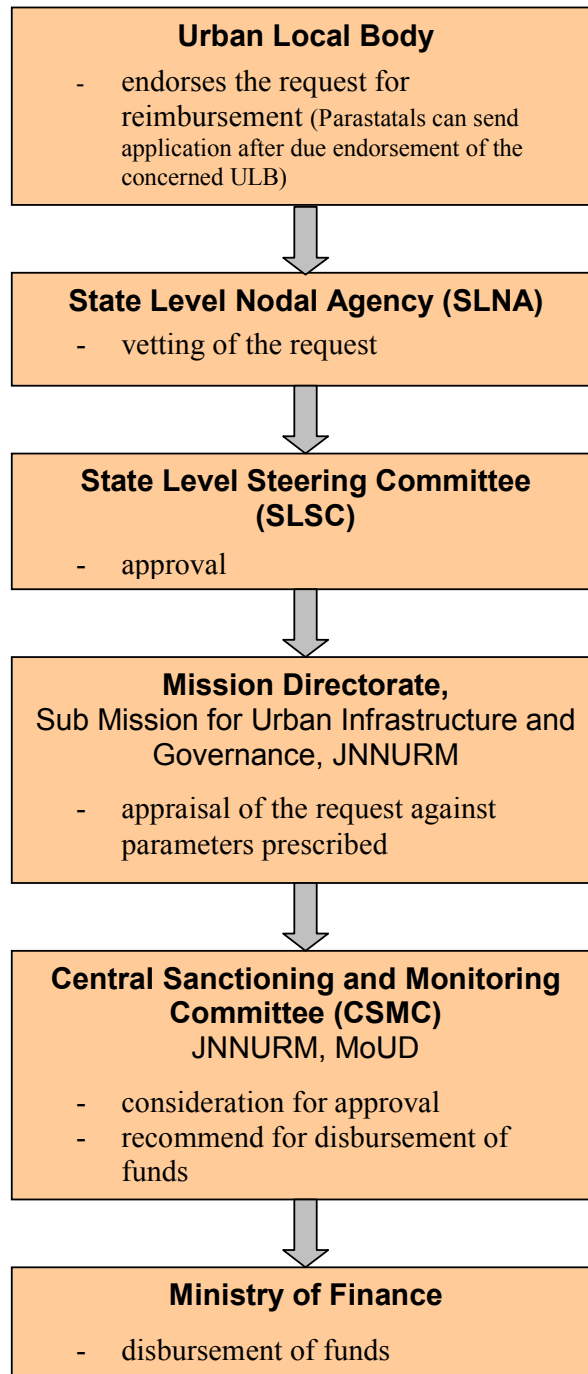 Urban Local Body
- endorses the request for
reimbursement (Parastatals can send
application after due endorsement of the
concerned ULB)
State Level Nodal Agency (SLNA)
- vetting of the request
State Level Steering Committee
(SLSC)
- approval
Mission Directorate,
Sub Mission for Urban Infrastructure and
Governance, JNNURM
- appraisal of the request against
parameters prescribed
Central Sanctioning and Monitoring
Committee (CSMC)
JNNURM, MoUD
- consideration for approval
- recommend for disbursement of
funds
Ministry of Finance
- disbursement of funds